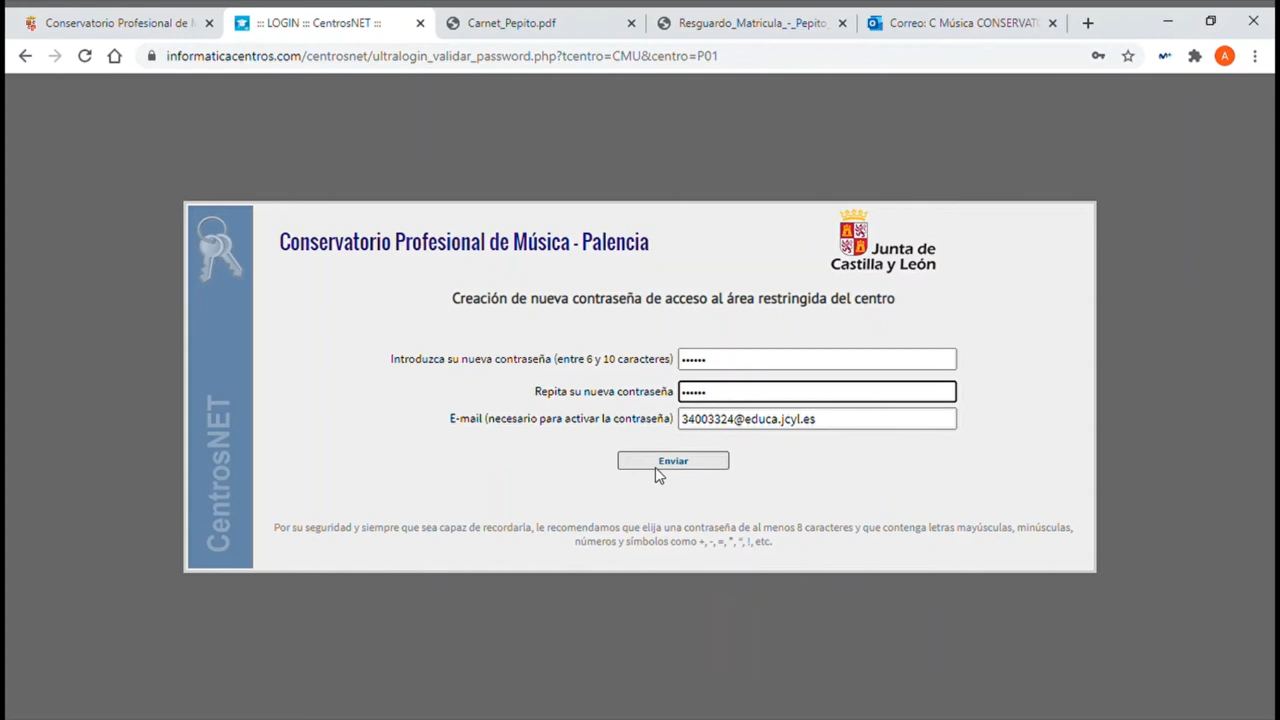 Conservatorio Profesional de M
::: LOGIN ::: CentrosNET :::
Carnet_Pepito.pdf
Resguardo_Matricula_-_Pepito_
Correo: C Música CONSERVAT
informaticacentros.com/centrosnet/ultralogin_validar_password.php?tcentro=CMU&centro=P01
A
Conservatorio Profesional de Música - Palencia
Junta de
Castilla y León
Creación de nueva contraseña de acceso al área restringida del centro
Introduzca su nueva contraseña (entre 6 y 10 caracteres) ••••••
Repita su nueva contraseña ••••••
E-mail (necesario para activar la contraseña) 34003324@educa.jcyl.es
Enviar
CentrosNET
Por su seguridad y siempre que sea capaz de recordarla, le recomendamos que elija una contraseña de al menos 8 caracteres y que contenga letras mayúsculas, minúsculas,
números y símbolos como +, -, =, *, ", !, etc.